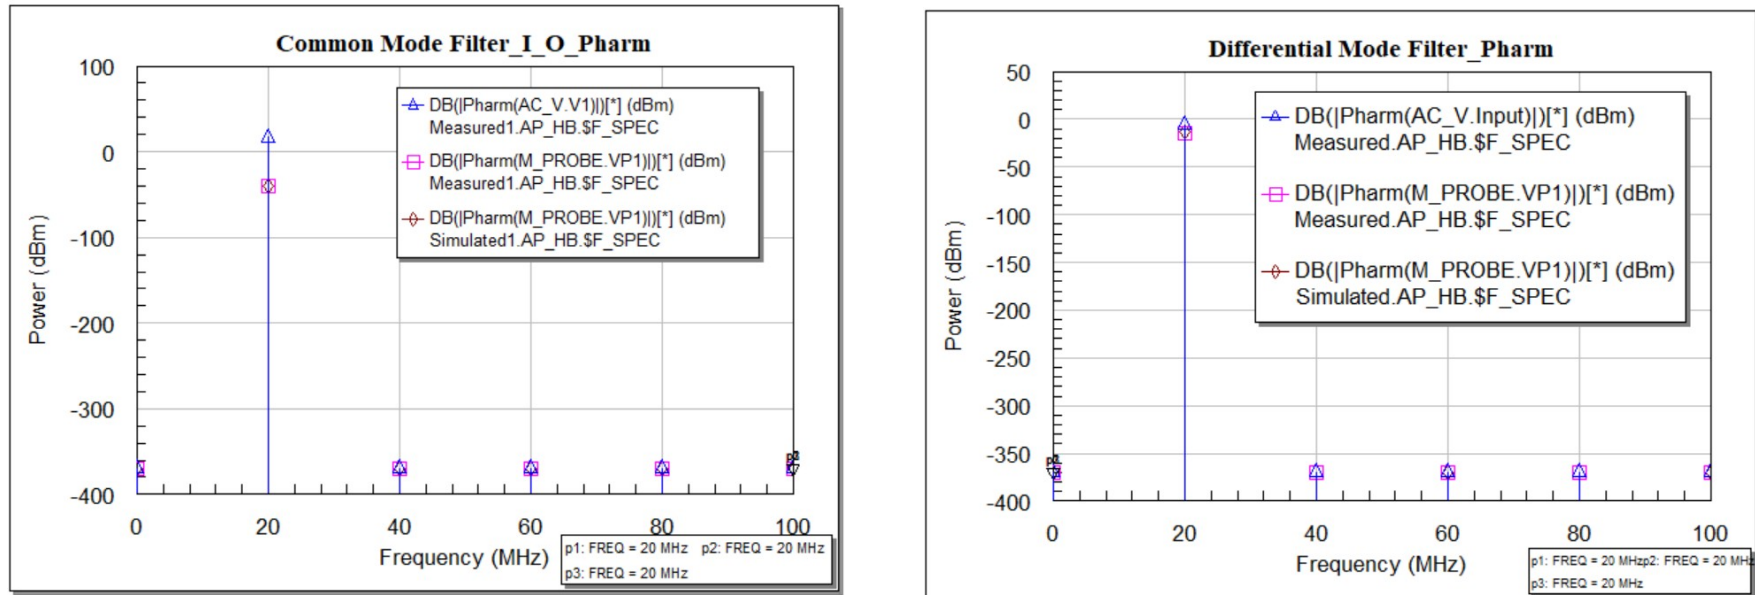 Common Mode Filter_I_O_Pharm
100
0
-100
-200
-300
-400
Power (dBm)
DB(|Pharm(AC_V.V1)|)[*] (dBm)
Measured1.AP_HB.$F_SPEC
DB(|Pharm(M_PROBE.VP1)|)[*] (dBm)
Measured1.AP_HB.$F_SPEC
DB(|Pharm(M_PROBE.VP1)|)[*] (dBm)
Simulated1.AP_HB.$F_SPEC
0 20 40 60 80 100
Frequency (MHz)
p1: FREQ = 20 MHz p2: FREQ = 20 MHz
p3: FREQ = 20 MHz
Differential Mode Filter_Pharm
50
0
-50
-100
-150
-200
-250
-300
-350
-400
Power (dBm)
DB(|Pharm(AC_V.Input)|)[*] (dBm)
Measured.AP_HB.$F_SPEC
DB(|Pharm(M_PROBE.VP1)|)[*] (dBm)
Measured.AP_HB.$F_SPEC
DB(|Pharm(M_PROBE.VP1)|)[*] (dBm)
Simulated.AP_HB.$F_SPEC
0 20 40 60 80 100
Frequency (MHz)
p1: FREQ = 20 MHzp2: FREQ = 20 MHz
p3: FREQ = 20 MHz